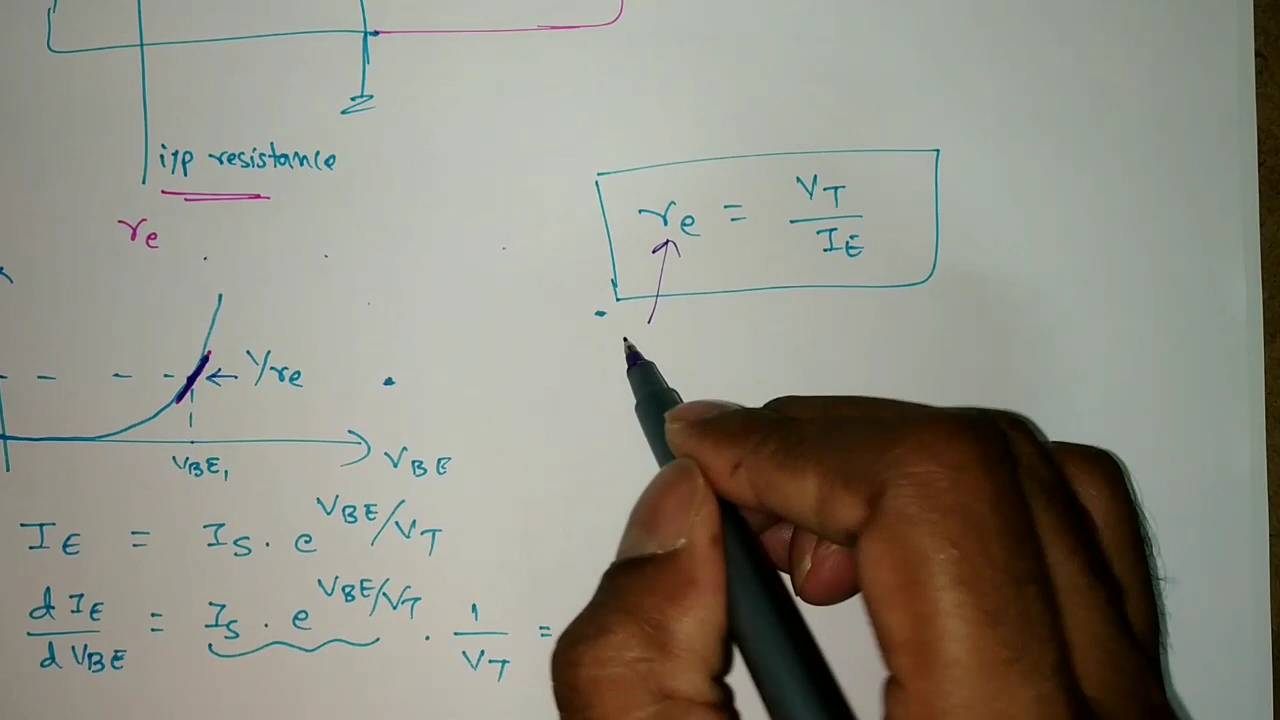 i/p resistance
re
re = VT / IE
1/re
VBE1
VBE
IE = IS . e^VBE/VT
dIE / dVBE = IS . e^VBE/VT . 1/VT =